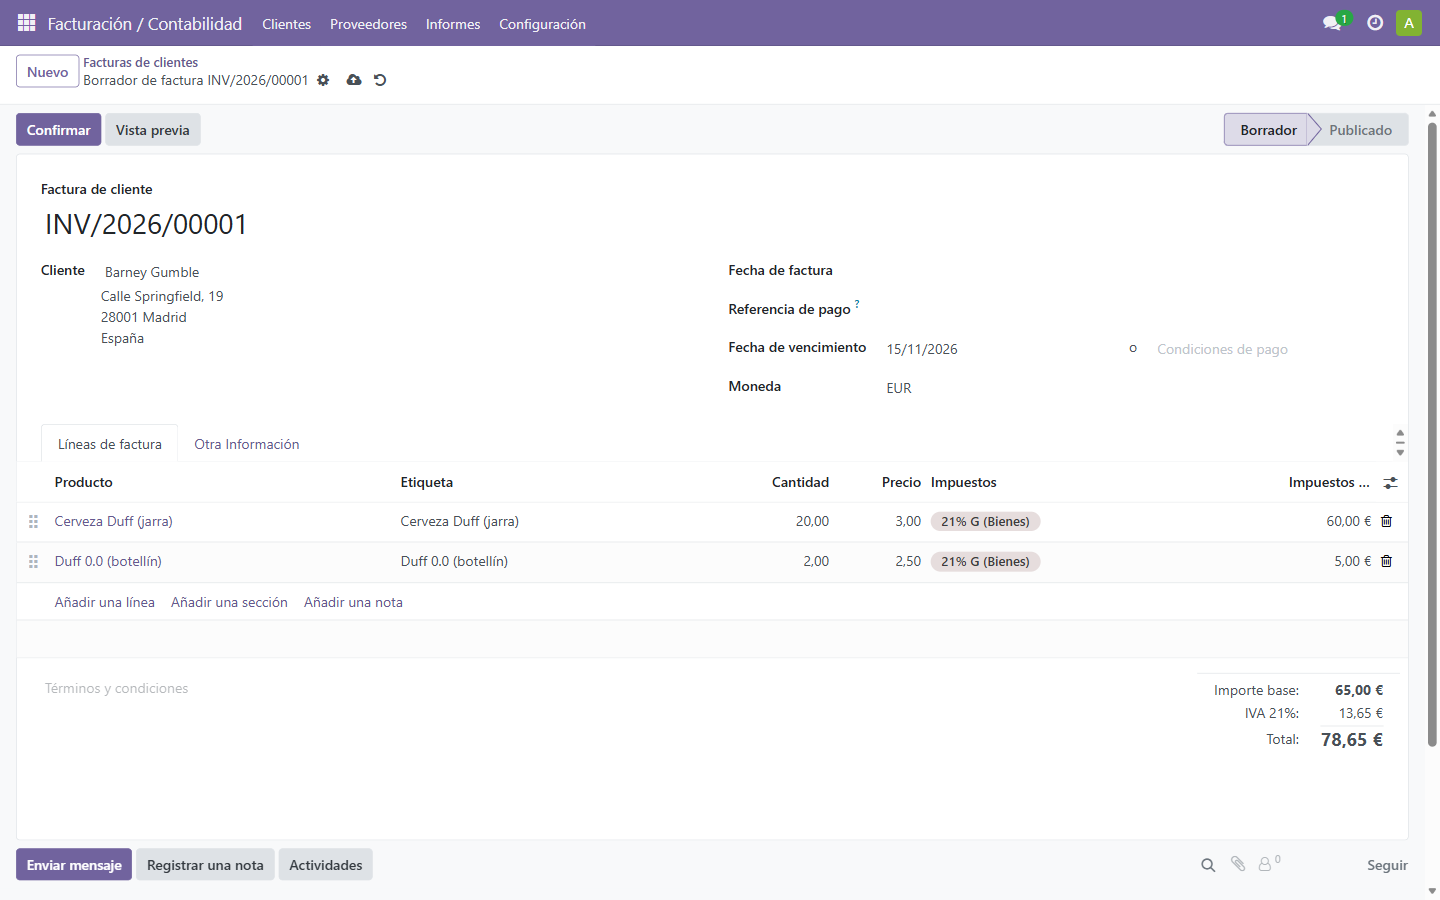 Facturación / Contabilidad Clientes Proveedores Informes Configuración 1 A
Nuevo Facturas de clientes
Borrador de factura INV/2026/00001
Confirmar Vista previa Borrador Publicado
Factura de cliente
INV/2026/00001
Cliente Barney Gumble
Calle Springfield, 19
28001 Madrid
España
Fecha de factura
Referencia de pago ?
Fecha de vencimiento 15/11/2026 o Condiciones de pago
Moneda EUR
Líneas de factura Otra Información
Producto Etiqueta Cantidad Precio Impuestos Impuestos ...
Cerveza Duff (jarra) Cerveza Duff (jarra) 20,00 3,00 21% G (Bienes) 60,00 €
Duff 0.0 (botellín) Duff 0.0 (botellín) 2,00 2,50 21% G (Bienes) 5,00 €
Añadir una línea Añadir una sección Añadir una nota
Términos y condiciones
Importe base: 65,00 €
IVA 21%: 13,65 €
Total: 78,65 €
Enviar mensaje Registrar una nota Actividades 0 Seguir